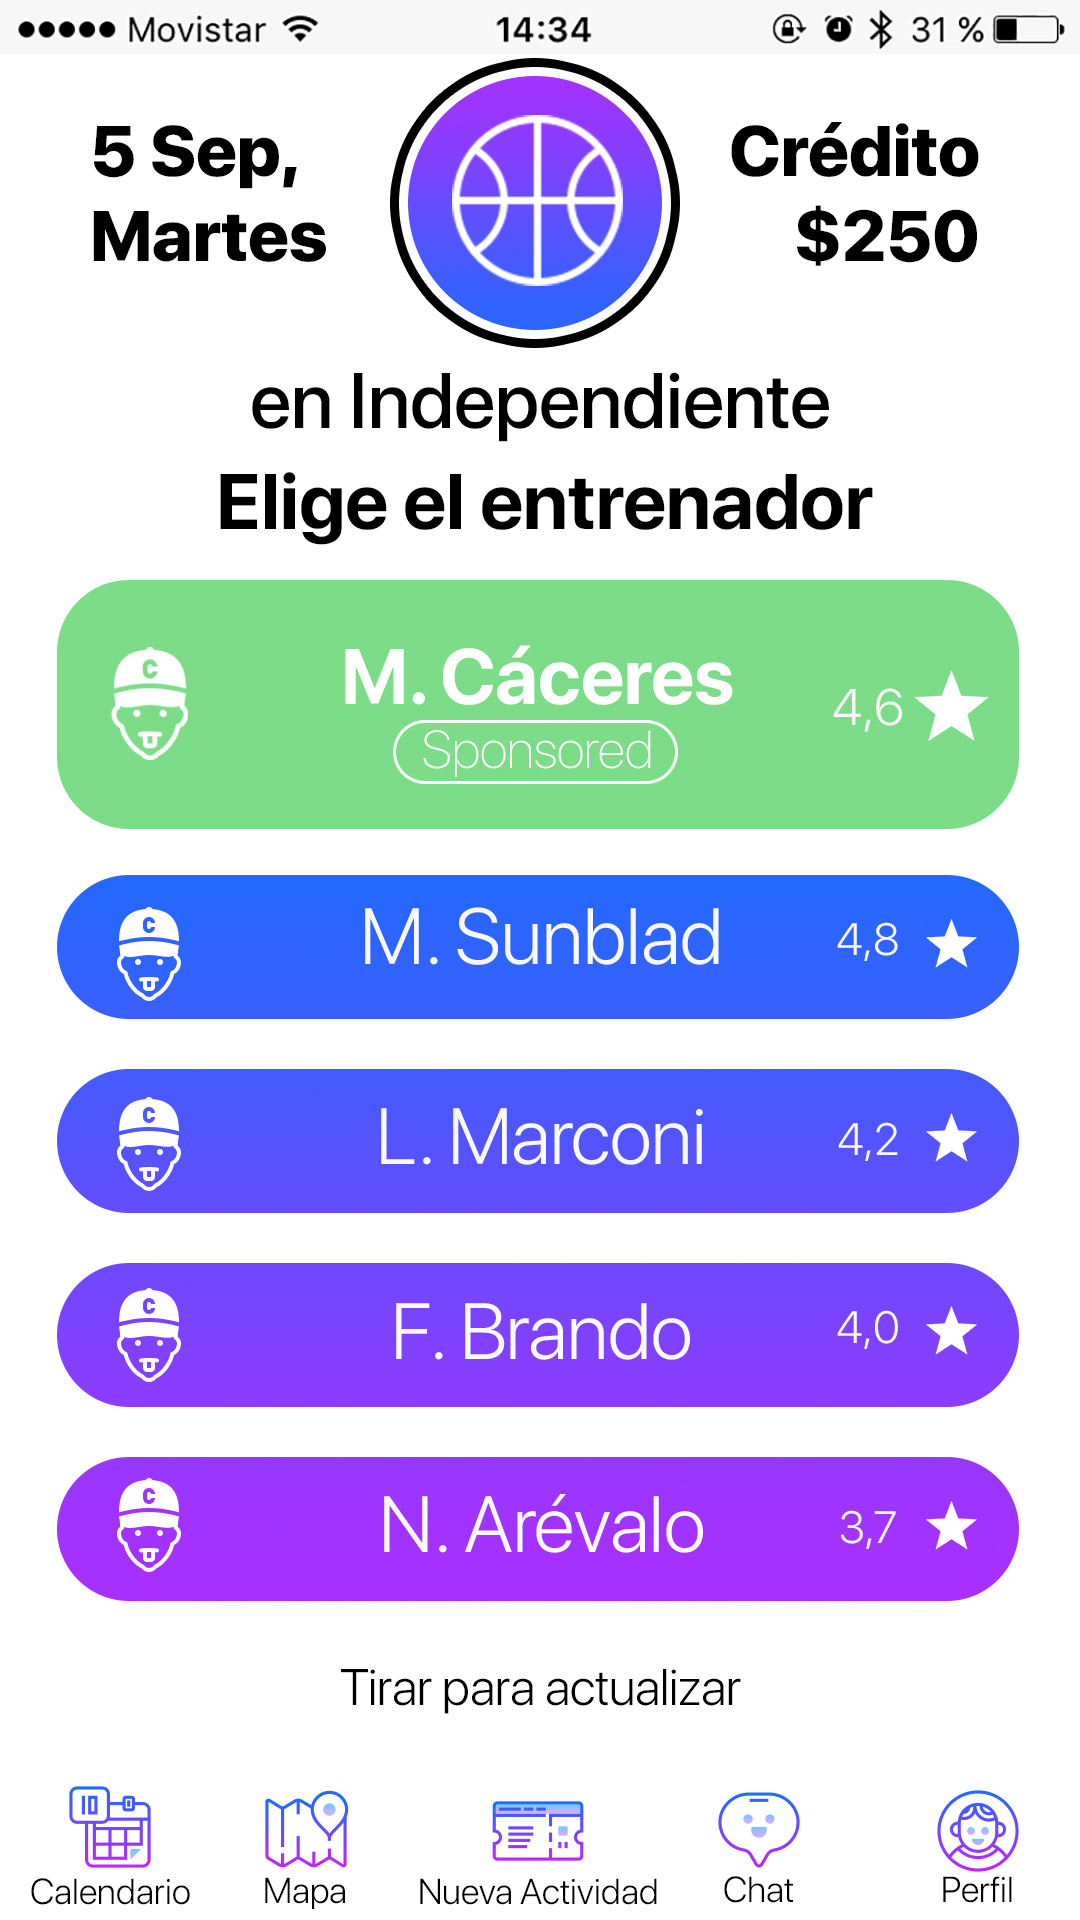 Movistar 14:34 31 %
5 Sep,
Martes
Crédito
$250
en Independiente
Elige el entrenador
C
M. Cáceres
Sponsored
4,6
C
M. Sunblad 4,8
C
L. Marconi 4,2
C
F. Brando 4,0
C
N. Arévalo 3,7
Tirar para actualizar
10
Calendario Mapa Nueva Actividad Chat Perfil